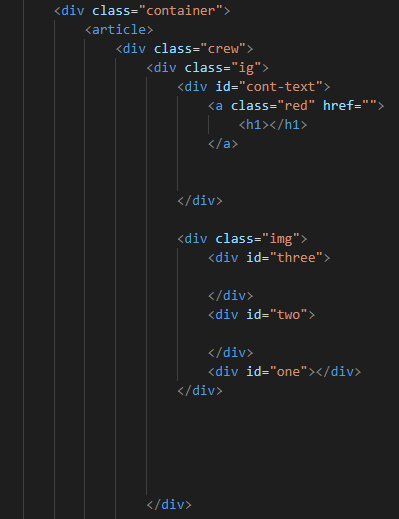 <div class="container">
<article>
<div class="crew">
<div class="ig">
<div id="cont-text">
<a class="red" href="">
<h1></h1>
</a>
</div>
<div class="img">
<div id="three">
</div>
<div id="two">
</div>
<div id="one"></div>
</div>
</div>